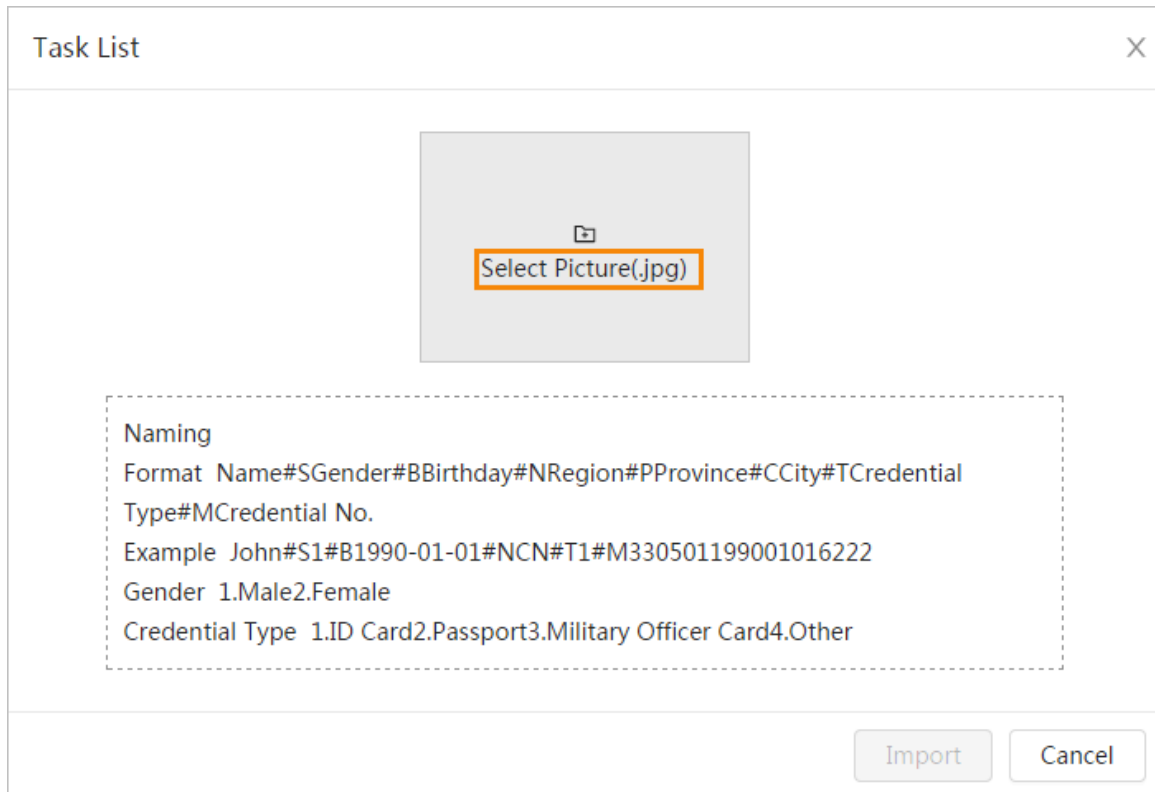 Task List
X
Select Picture(.jpg)
Naming
Format  Name#SGender#BBirthday#NRegion#PProvince#CCity#TCredential
Type#MCredential No.
Example  John#S1#B1990-01-01#NCN#T1#M330501199001016222
Gender  1.Male2.Female
Credential Type  1.ID Card2.Passport3.Military Officer Card4.Other
Import
Cancel